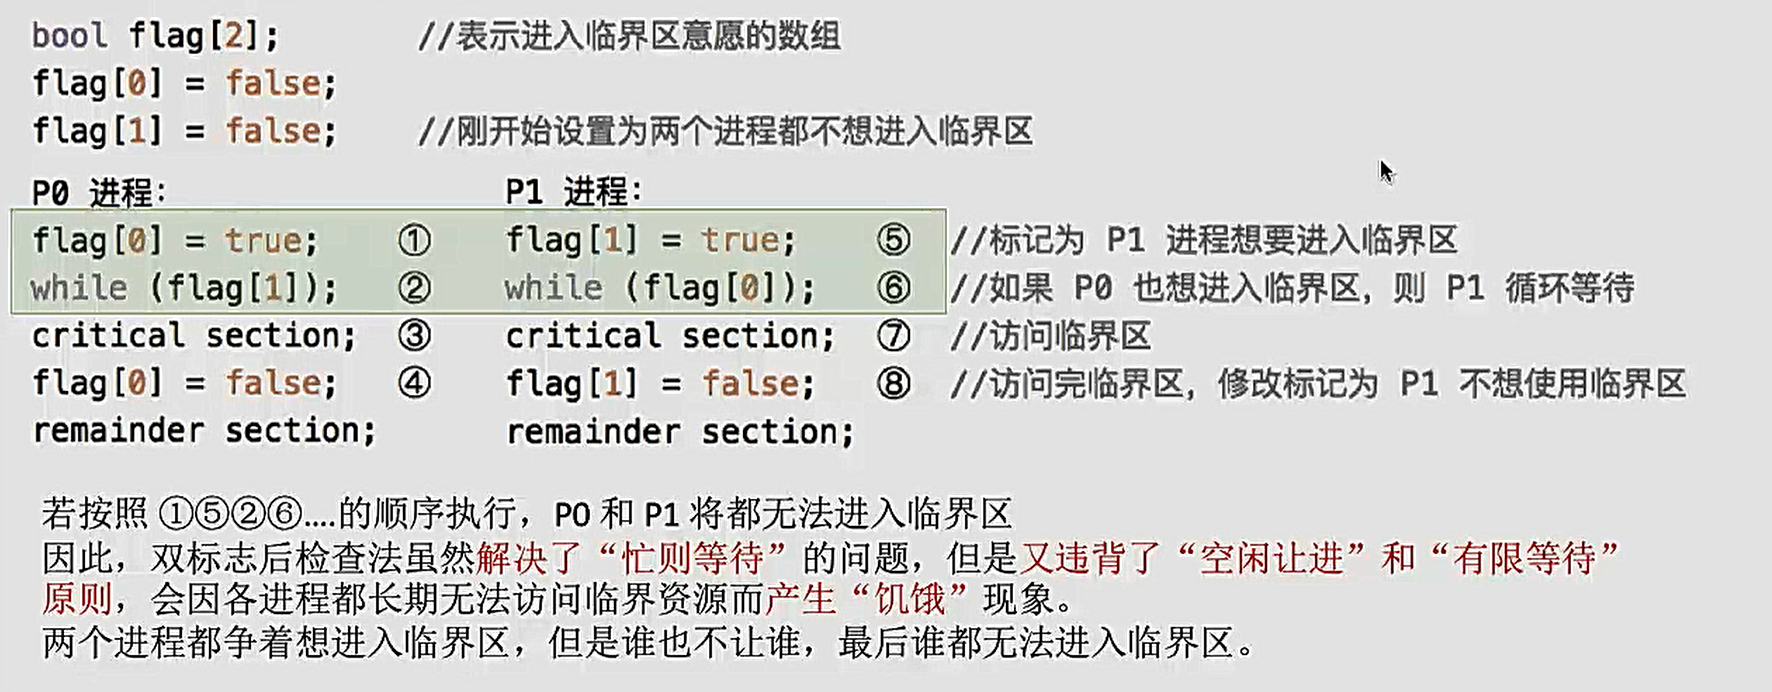 bool flag[2]; //表示进入临界区意愿的数组
flag[0] = false;
flag[1] = false; //刚开始设置为两个进程都不想进入临界区
P0 进程： P1 进程：
flag[0] = true; ① flag[1] = true; ⑤ //标记为 P1 进程想要进入临界区
while (flag[1]); ② while (flag[0]); ⑥ //如果 P0 也想进入临界区，则 P1 循环等待
critical section; ③ critical section; ⑦ //访问临界区
flag[0] = false; ④ flag[1] = false; ⑧ //访问完临界区，修改标记为 P1 不想使用临界区
remainder section; remainder section;
若按照 ①⑤②⑥....的顺序执行，P0 和 P1 将都无法进入临界区
因此，双标志后检查法虽然解决了“忙则等待”的问题，但是又违背了“空闲让进”和“有限等待”
原则，会因各进程都长期无法访问临界资源而产生“饥饿”现象。
两个进程都争着想进入临界区，但是谁也不让谁，最后谁都无法进入临界区。